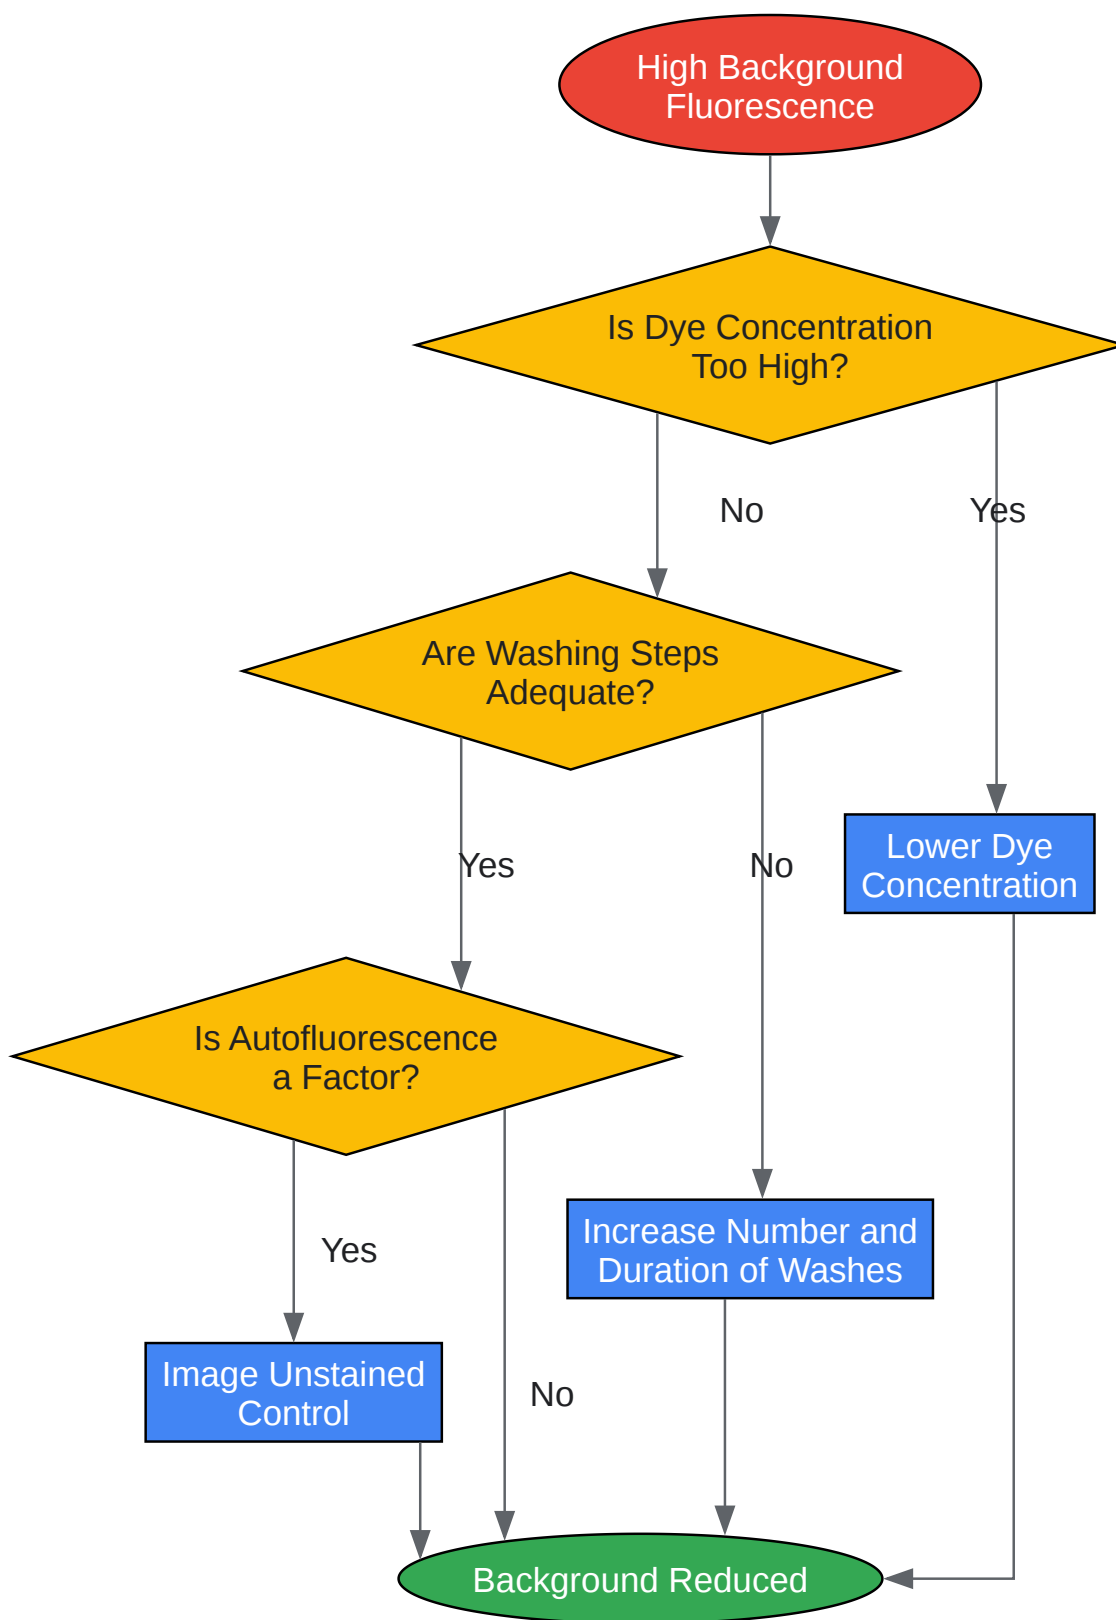 High Background
Fluorescence
Is Dye Concentration
Too High?
No
Yes
Are Washing Steps
Adequate?
Yes
No
Lower Dye
Concentration
Is Autofluorescence
a Factor?
Yes
Increase Number and
Duration of Washes
Image Unstained
Control
No
Background Reduced